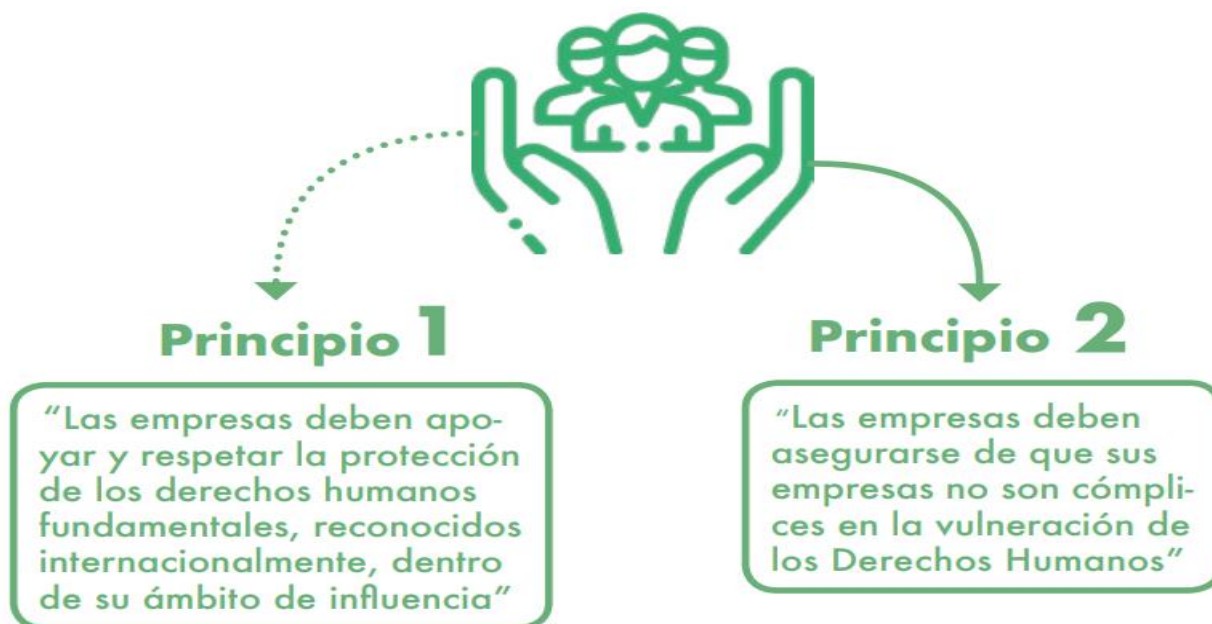 Principio 1
“Las empresas deben apo-
yar y respetar la protección
de los derechos humanos
fundamentales, reconocidos
internacionalmente, dentro
de su ámbito de influencia”
Principio 2
“Las empresas deben
asegurarse de que sus
empresas no son cómpli-
ces en la vulneración de
los Derechos Humanos”